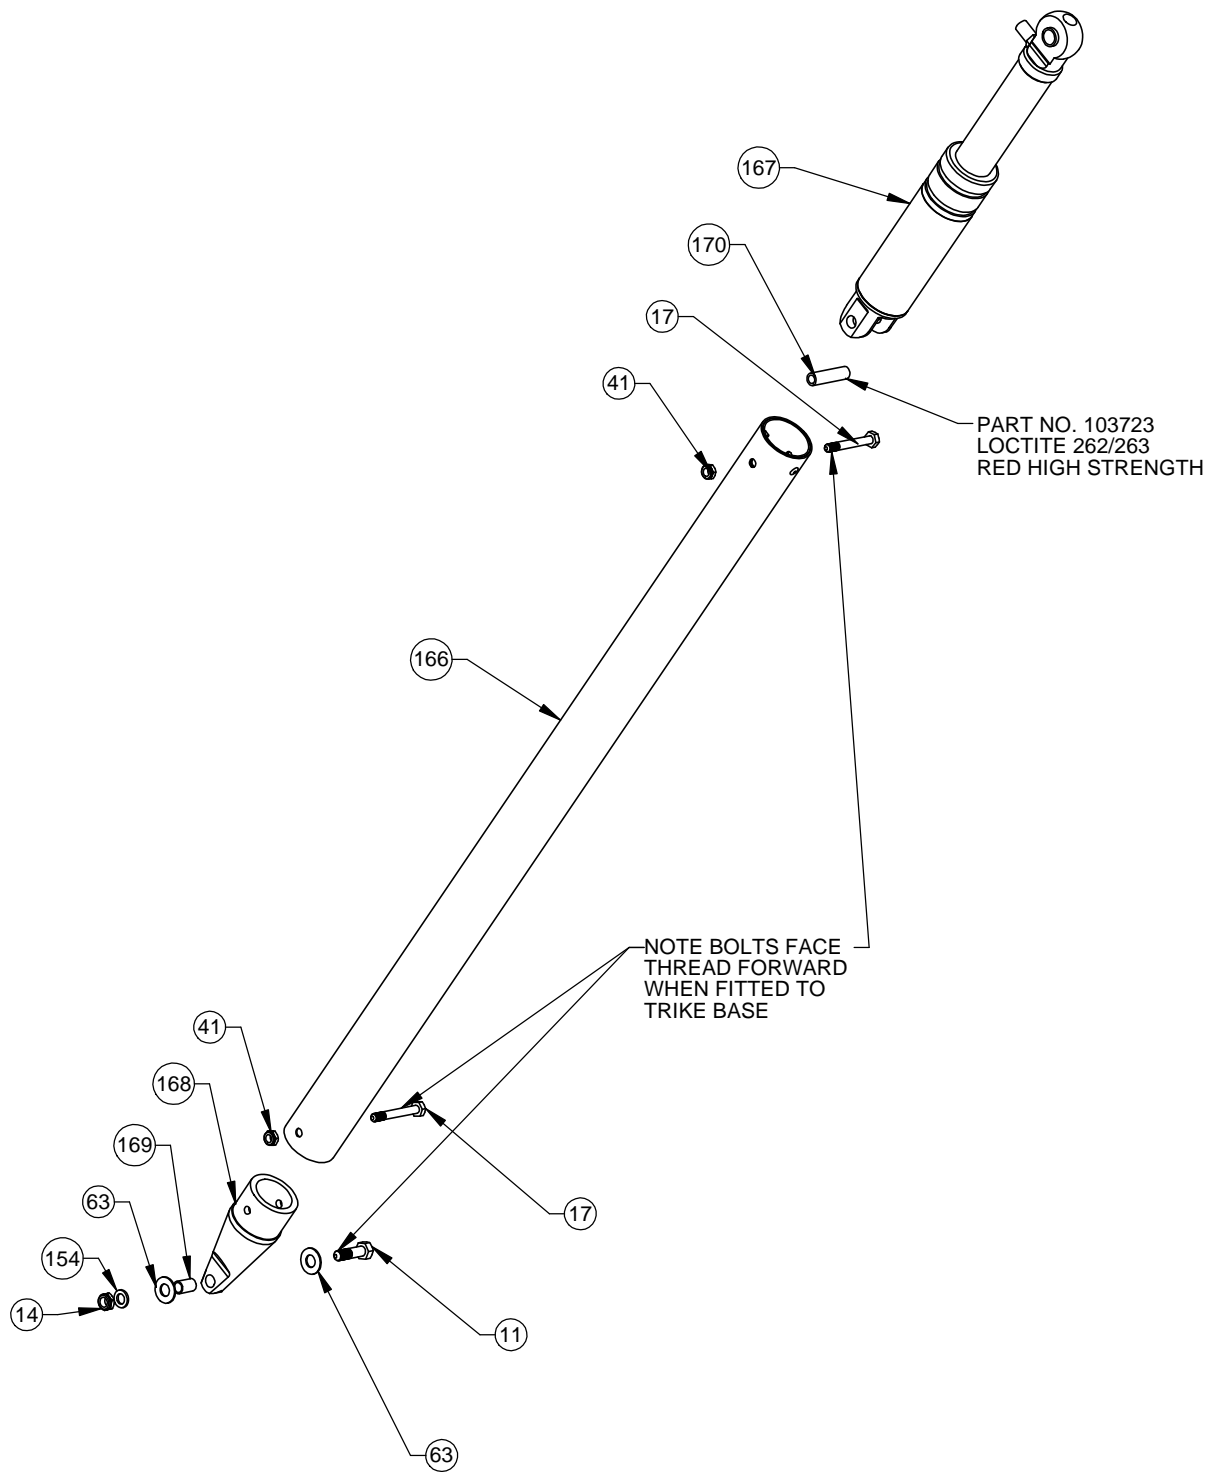 167
170
17
41
PART NO. 103723
LOCTITE 262/263
RED HIGH STRENGTH
166
NOTE BOLTS FACE
THREAD FORWARD
WHEN FITTED TO
TRIKE BASE
41
168
169
63
17
154
14
11
63